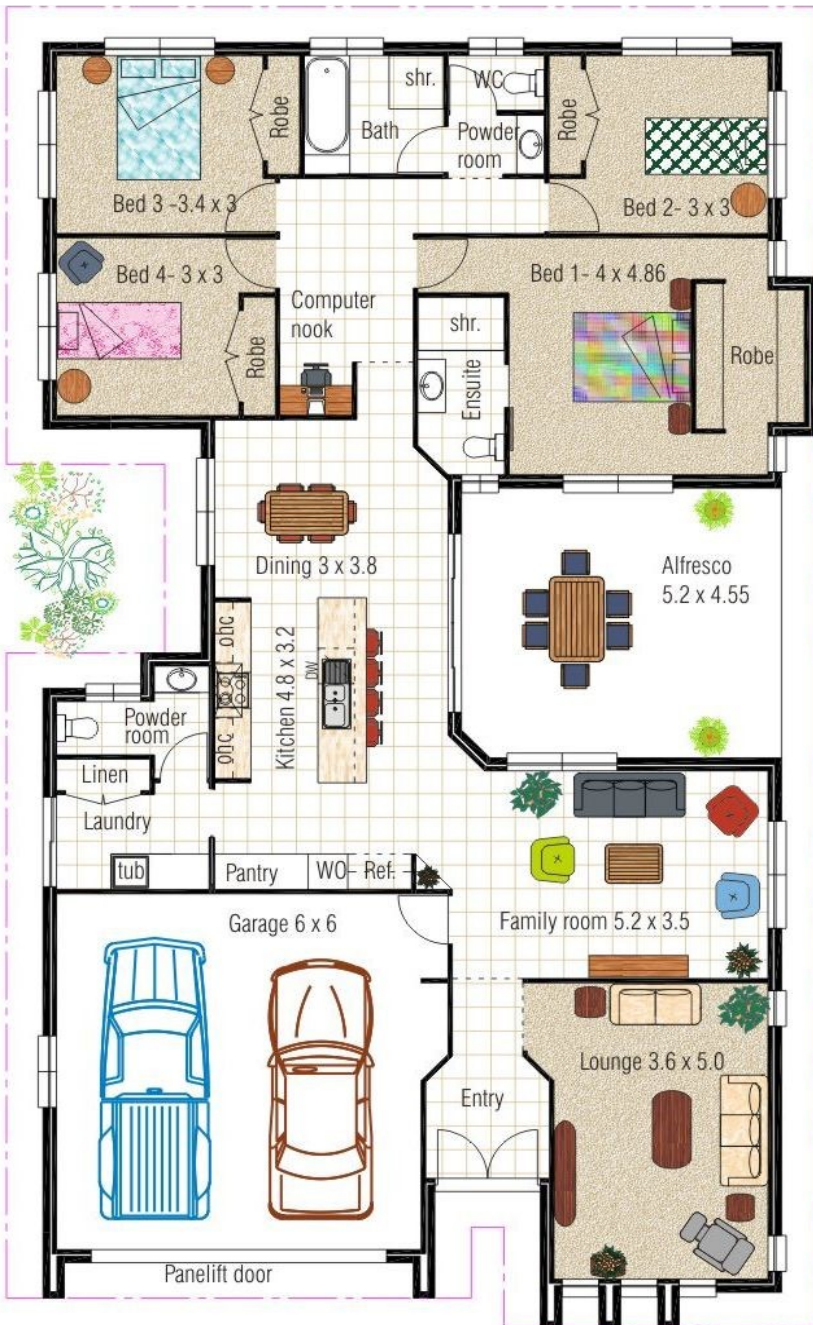 shr.
WC
Robe
Bath
Powder
room
Robe
Bed 3 -3.4 x 3
Bed 2- 3 x 3
Bed 4- 3 x 3
Bed 1- 4 x 4.86
Computer
nook
shr.
Robe
Ensuite
Robe
Dining 3 x 3.8
Alfresco
5.2 x 4.55
ohc
DW
Kitchen 4.8 x 3.2
ohc
Powder
room
Linen
Laundry
tub
Pantry
WO
Ref.
Garage 6 x 6
Family room 5.2 x 3.5
Lounge 3.6 x 5.0
Entry
Panelift door